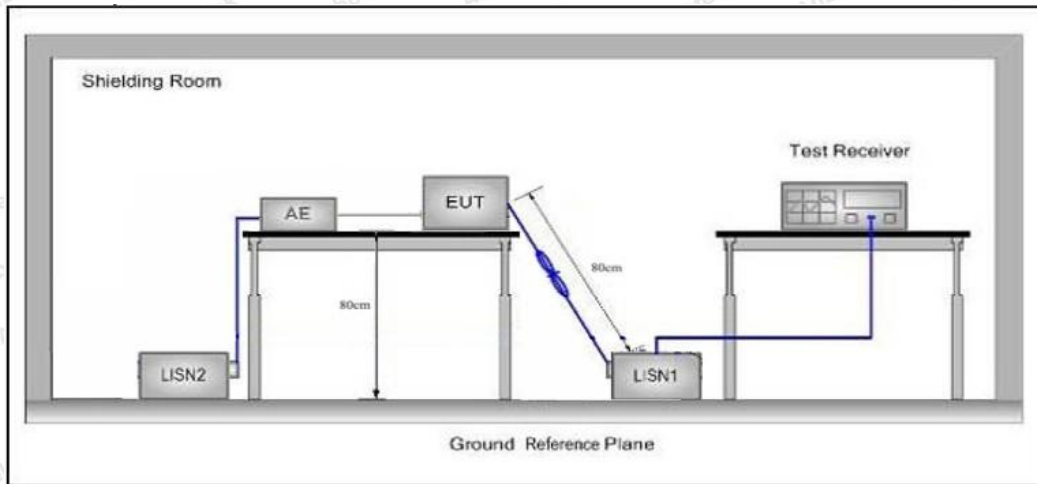 Shielding Room
Test Receiver
AE
EUT
80cm
80cm
LISN2
LISN1
Ground Reference Plane